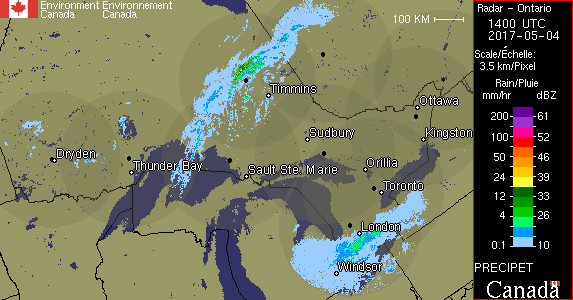 Environment Environnement
Canada Canada
100 KM
Timmins
Ottawa
Sudbury
Kingston
Dryden
Thunder Bay
Sault Ste. Marie
Orillia
Toronto
London
Windsor
Radar - Ontario
1400 UTC
2017-05-04
Scale/Échelle:
3.5 km/Pixel
Rain/Pluie
mm/hr dBZ
200 61
100 56
50 52
50 46
24 39
12 33
4 26
0.1 10
PRECIPET
Canada